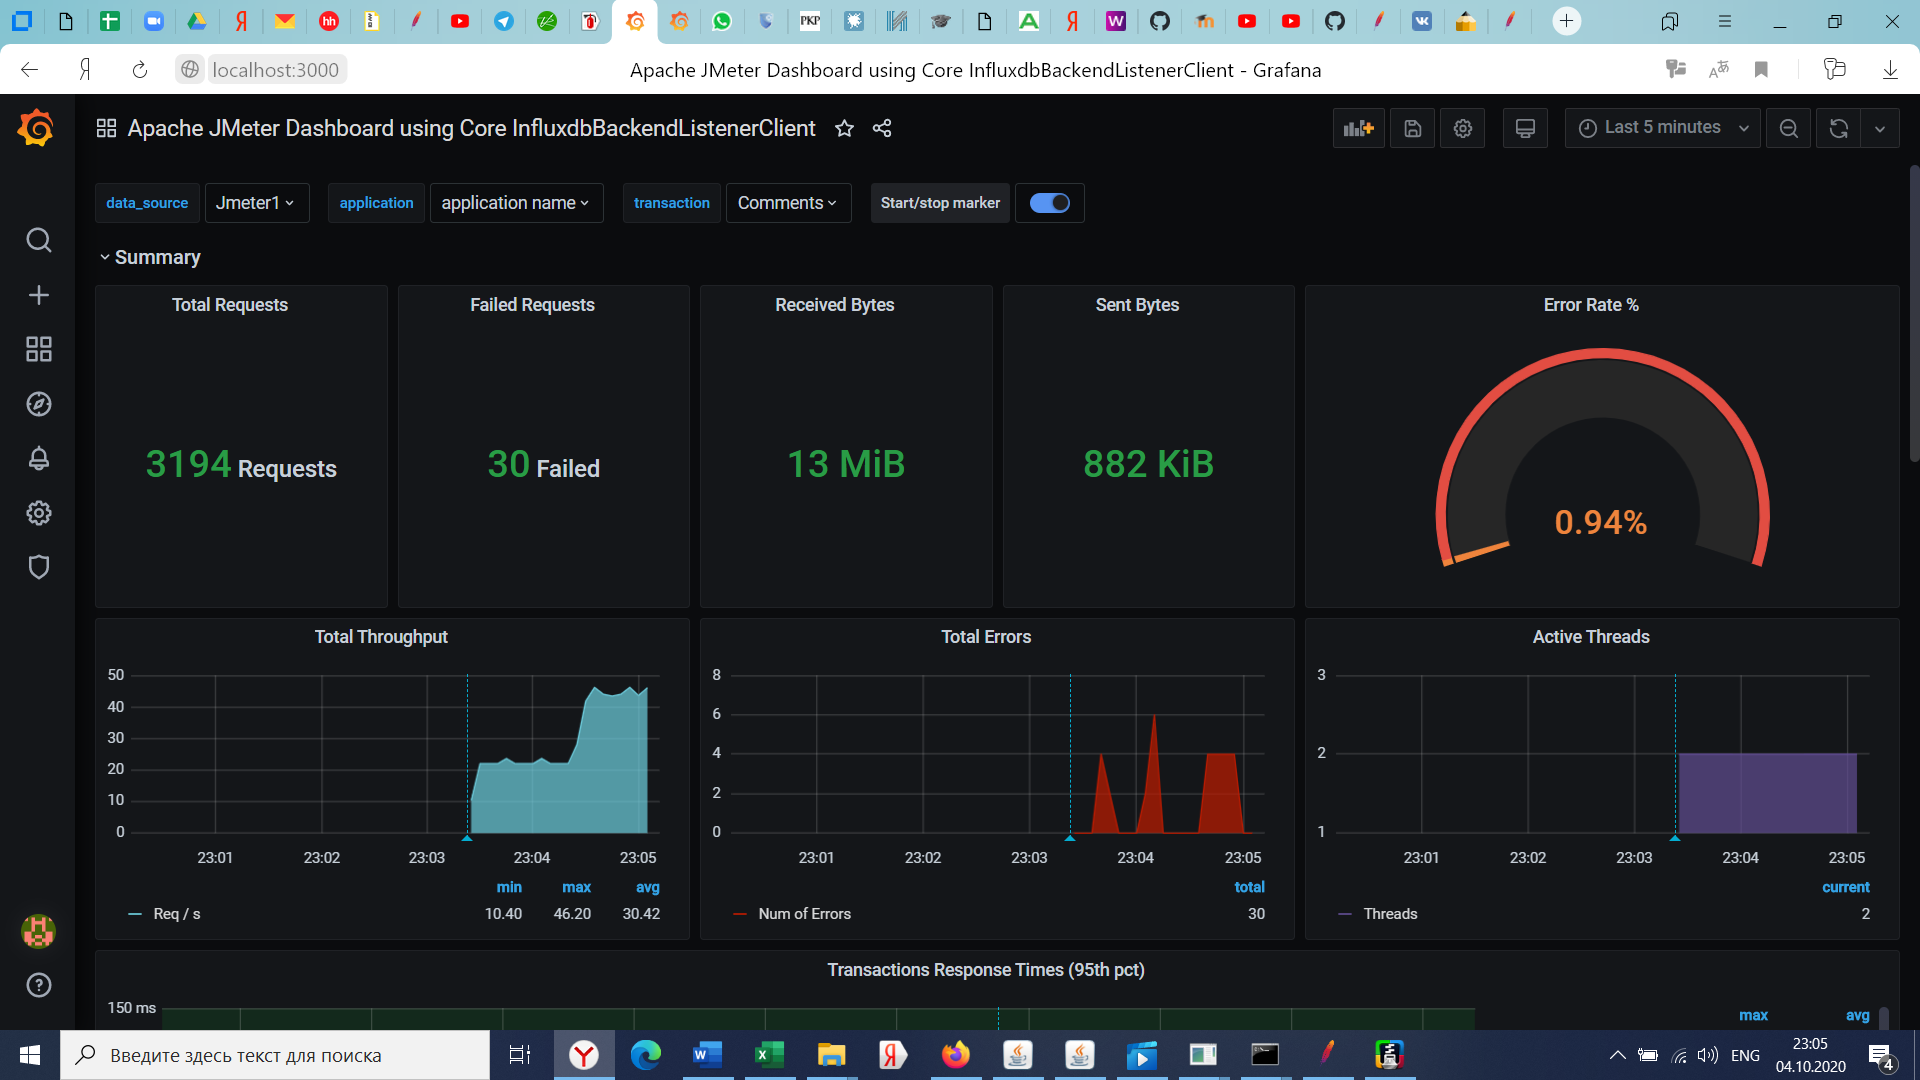 hh
PKP
localhost:3000
Apache JMeter Dashboard using Core InfluxdbBackendListenerClient - Grafana
Apache JMeter Dashboard using Core InfluxdbBackendListenerClient
Last 5 minutes
data_source Jmeter1 application application name transaction Comments Start/stop marker
Summary
Total Requests
3194 Requests
Failed Requests
30 Failed
Received Bytes
13 MiB
Sent Bytes
882 KiB
Error Rate %
0.94%
Total Throughput
50
40
30
20
10
0
23:01 23:02 23:03 23:04 23:05
min max avg
Req / s 10.40 46.20 30.42
Total Errors
8
6
4
2
0
23:01 23:02 23:03 23:04 23:05
total
Num of Errors 30
Active Threads
3
2
1
23:01 23:02 23:03 23:04 23:05
current
Threads 2
Transactions Response Times (95th pct)
150 ms
max avg
Введите здесь текст для поиска
ENG
23:05
04.10.2020
4